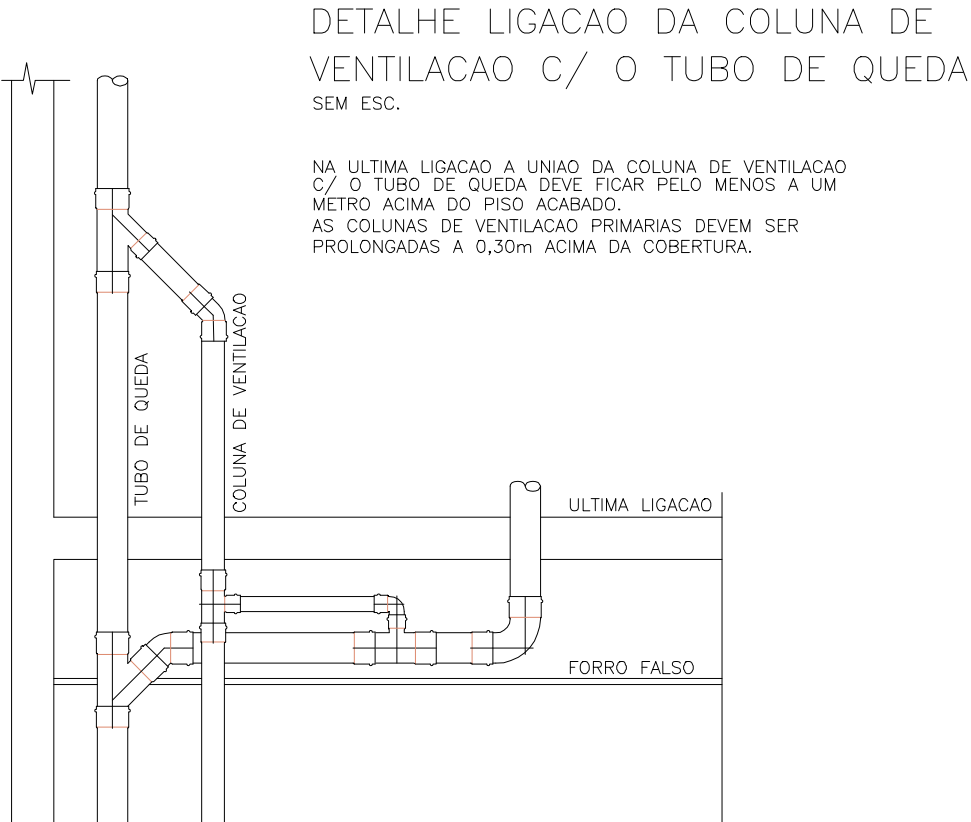 DETALHE LIGACAO DA COLUNA DE
VENTILACAO C/ O TUBO DE QUEDA
SEM ESC.
NA ULTIMA LIGACAO A UNIAO DA COLUNA DE VENTILACAO
C/ O TUBO DE QUEDA DEVE FICAR PELO MENOS A UM
METRO ACIMA DO PISO ACABADO.
AS COLUNAS DE VENTILACAO PRIMARIAS DEVEM SER
PROLONGADAS A 0,30m ACIMA DA COBERTURA.
TUBO DE QUEDA
COLUNA DE VENTILACAO
ULTIMA LIGACAO
FORRO FALSO